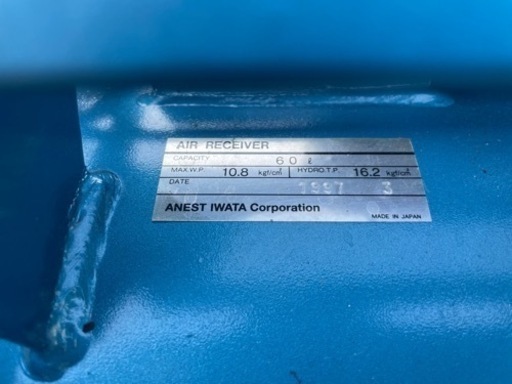 AIR RECEIVER
CAPACITY 60 ℓ
MAX.W.P. 10.8 kgf/cm² HYDRO.T.P. 16.2 kgf/cm²
DATE 1997 3
ANEST IWATA Corporation
MADE IN JAPAN